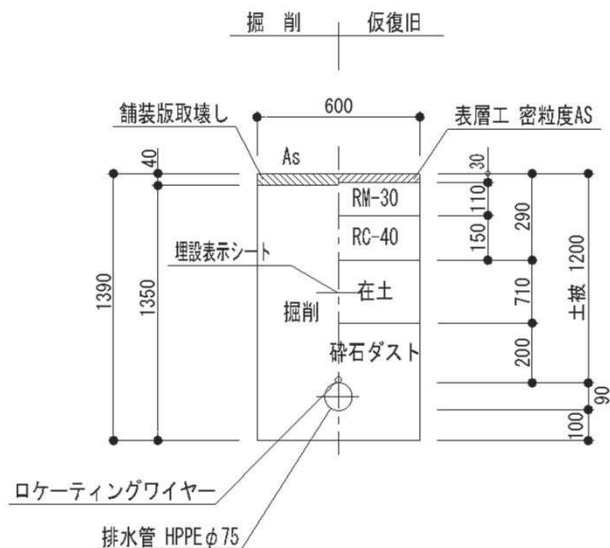 掘 削
仮復旧
600
舗装版取壊し
表層工 密粒度AS
As
40
30
RM-30
110
290
RC-40
150
埋設表示シート
在土
710
土被 1200
1390
1350
掘削
砕石ダスト
200
90
100
ロケーティングワイヤー
排水管 HPPEφ75